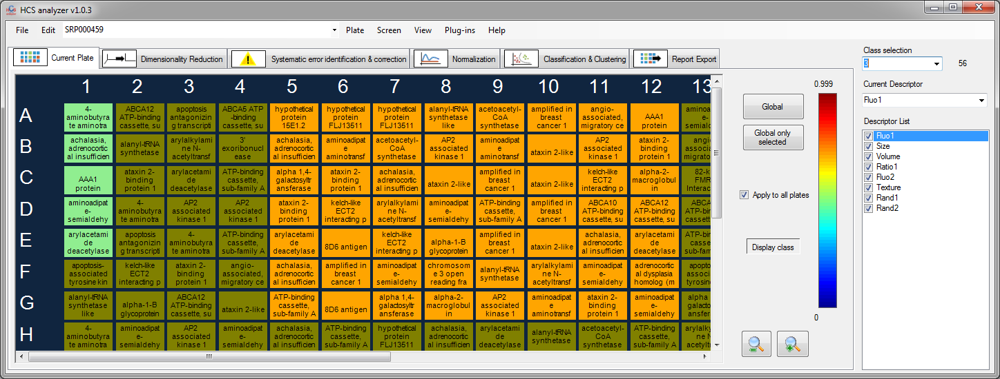 HCS analyzer v1.0.3
File Edit SRP000459 Plate Screen View Plug-ins Help
Current Plate
Dimensionality Reduction
Systematic error identification & correction
Normalization
Classification & Clustering
Report Export
1 2 3 4 5 6 7 8 9 10 11 12 13
A
4- aminobutyra te aminotra
ABCA12 ATP-binding cassette, su
apoptosis antagonizin g transcripti
ABCA5 ATP -binding cassette, su
hypothetical protein 15E1.2
hypothetical protein FLJ13511
hypothetical protein FLJ13511
alanyl-tRNA synthetase like
acetoacetyl- CoA synthetase
amplified in breast cancer 1
angio- associated, migratory ce
AAA1 protein
aminoa e- semialc
B
achalasia, adrenocortic al insufficien
alanyl-tRNA synthetase
arylalkylamine N- acetyltransf
3' exoribonucl ease
achalasia, adrenocortic al insufficien
aminoadipat e aminotransf
acetoacetyl- CoA synthetase
AP2 associated kinase 1
aminoadipat e aminotransf
ataxin 2-like
AP2 associated kinase 1
ataxin 2- binding protein 1
angi associa migrator
C
AAA1 protein
ataxin 2- binding protein 1
arylacetami de deacetylase
ATP-binding cassette, sub-family A
alpha 1,4- galactosyltr ansferase
ataxin 2- binding protein 1
achalasia, adrenocortic al insufficien
ataxin 2-like
amplified in breast cancer 1
ataxin 2-like
kelch-like ECT2 interacting p
alpha-2- macroglobul in
82-k FMR Interac
D
aminoadipat e- semialdehy
4- aminobutyra te aminotra
AP2 associated kinase 1
AP2 associated kinase 1
ataxin 2- binding protein 1
kelch-like ECT2 interacting p
arylalkylami ne N- acetyltransf
aminoadipat e- semialdehy
ATP-binding cassette, sub-family A
amplified in breast cancer 1
ABCA10 ATP-binding cassette, su
ABCA12 ATP-binding cassette, su
ABCA ATP-bin cassett
E
arylacetami de deacetylase
apoptosis antagonizin g transcripti
4- aminobutyra te aminotra
ATP-binding cassette, sub-family A
arylacetami de deacetylase
8D6 antigen
kelch-like ECT2 interacting p
alpha-1-B glycoprotein
amplified in breast cancer 1
ataxin 2-like
achalasia, adrenocortic al insufficien
arylacetami de deacetylase
aminoa e- semialc
F
apoptosis- associated tyrosine kin
kelch-like ECT2 interacting p
ataxin 2- binding protein 1
angio- associated, migratory ce
achalasia, adrenocortic al insufficien
amplified in breast cancer 1
aminoadipat e- semialdehy
chromosom e 3 open reading fra
alanyl-tRNA synthetase
arylalkylami ne N- acetyltransf
aminoadipat e- semialdehy
adrenocortic al dysplasia homolog (m
apopto associa tyrosine
G
alanyl-tRNA synthetase like
alpha-1-B glycoprotein
ABCA12 ATP-binding cassette, su
ataxin 2-like
ATP-binding cassette, sub-family A
8D6 antigen
alpha 1,4- galactosyltr ansferase
alpha-2- macroglobul in
AP2 associated kinase 1
aminoadipat e aminotransf
ataxin 2- binding protein 1
aminoadipat e- semialdehy
alpha galacto ansfera
H
4- aminobutyra te aminotra
aminoadipat e- semialdehy
AP2 associated kinase 1
aminoadipat e- semialdehy
achalasia, adrenocortic al insufficien
ATP-binding cassette, sub-family A
hypothetical protein FLJ13511
achalasia, adrenocortic al insufficien
arylacetami de deacetylase
alanyl-tRNA synthetase
acetoacetyl- CoA synthetase
ATP-binding cassette, sub-family A
arylalky ne N acetyltr
Global
Global only
selected
Apply to all plates
Display class
0.999
0
Class selection
3
56
Current Descriptor
Fluo1
Descriptor List
Fluo1
Size
Volume
Ratio1
Fluo2
Texture
Rand1
Rand2